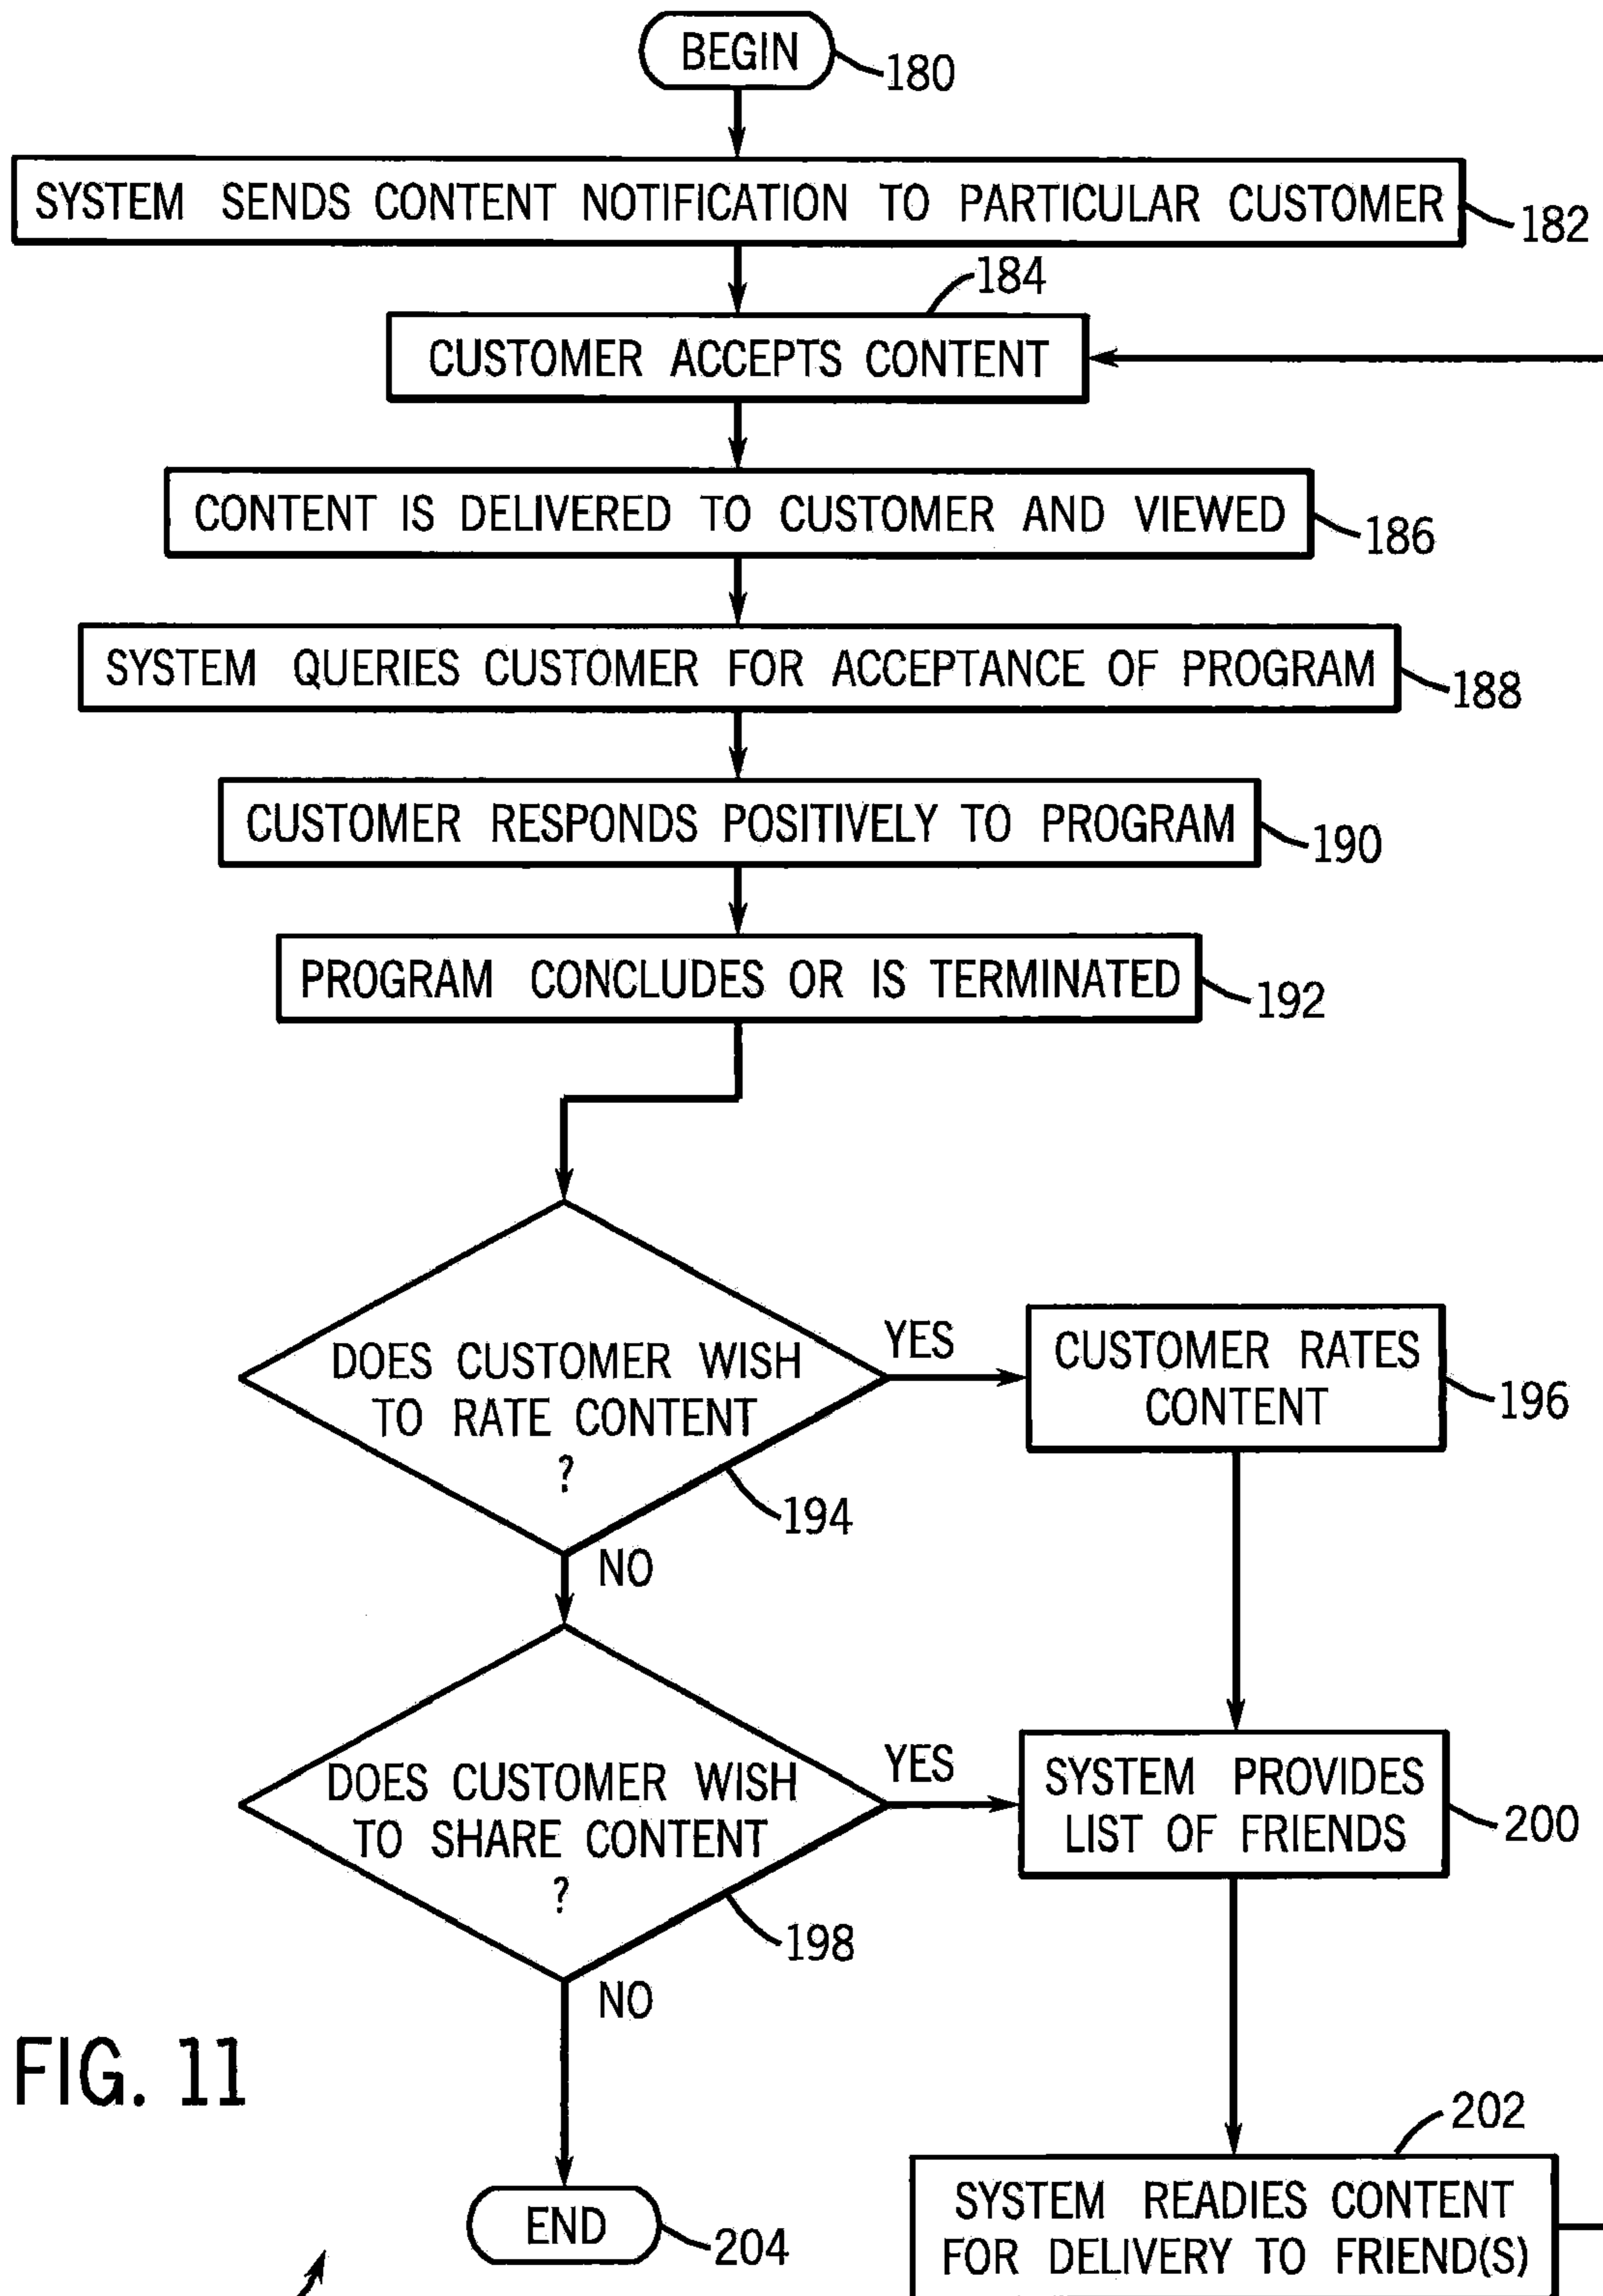 BEGIN
180
SYSTEM SENDS CONTENT NOTIFICATION TO PARTICULAR CUSTOMER
182
184
CUSTOMER ACCEPTS CONTENT
CONTENT IS DELIVERED TO CUSTOMER AND VIEWED
186
SYSTEM QUERIES CUSTOMER FOR ACCEPTANCE OF PROGRAM
188
CUSTOMER RESPONDS POSITIVELY TO PROGRAM
190
PROGRAM CONCLUDES OR IS TERMINATED
192
DOES CUSTOMER WISH
TO RATE CONTENT
?
194
YES
CUSTOMER RATES
CONTENT
196
NO
DOES CUSTOMER WISH
TO SHARE CONTENT
?
198
YES
SYSTEM PROVIDES
LIST OF FRIENDS
200
NO
FIG. 11
202
SYSTEM READIES CONTENT
FOR DELIVERY TO FRIEND(S)
END
204